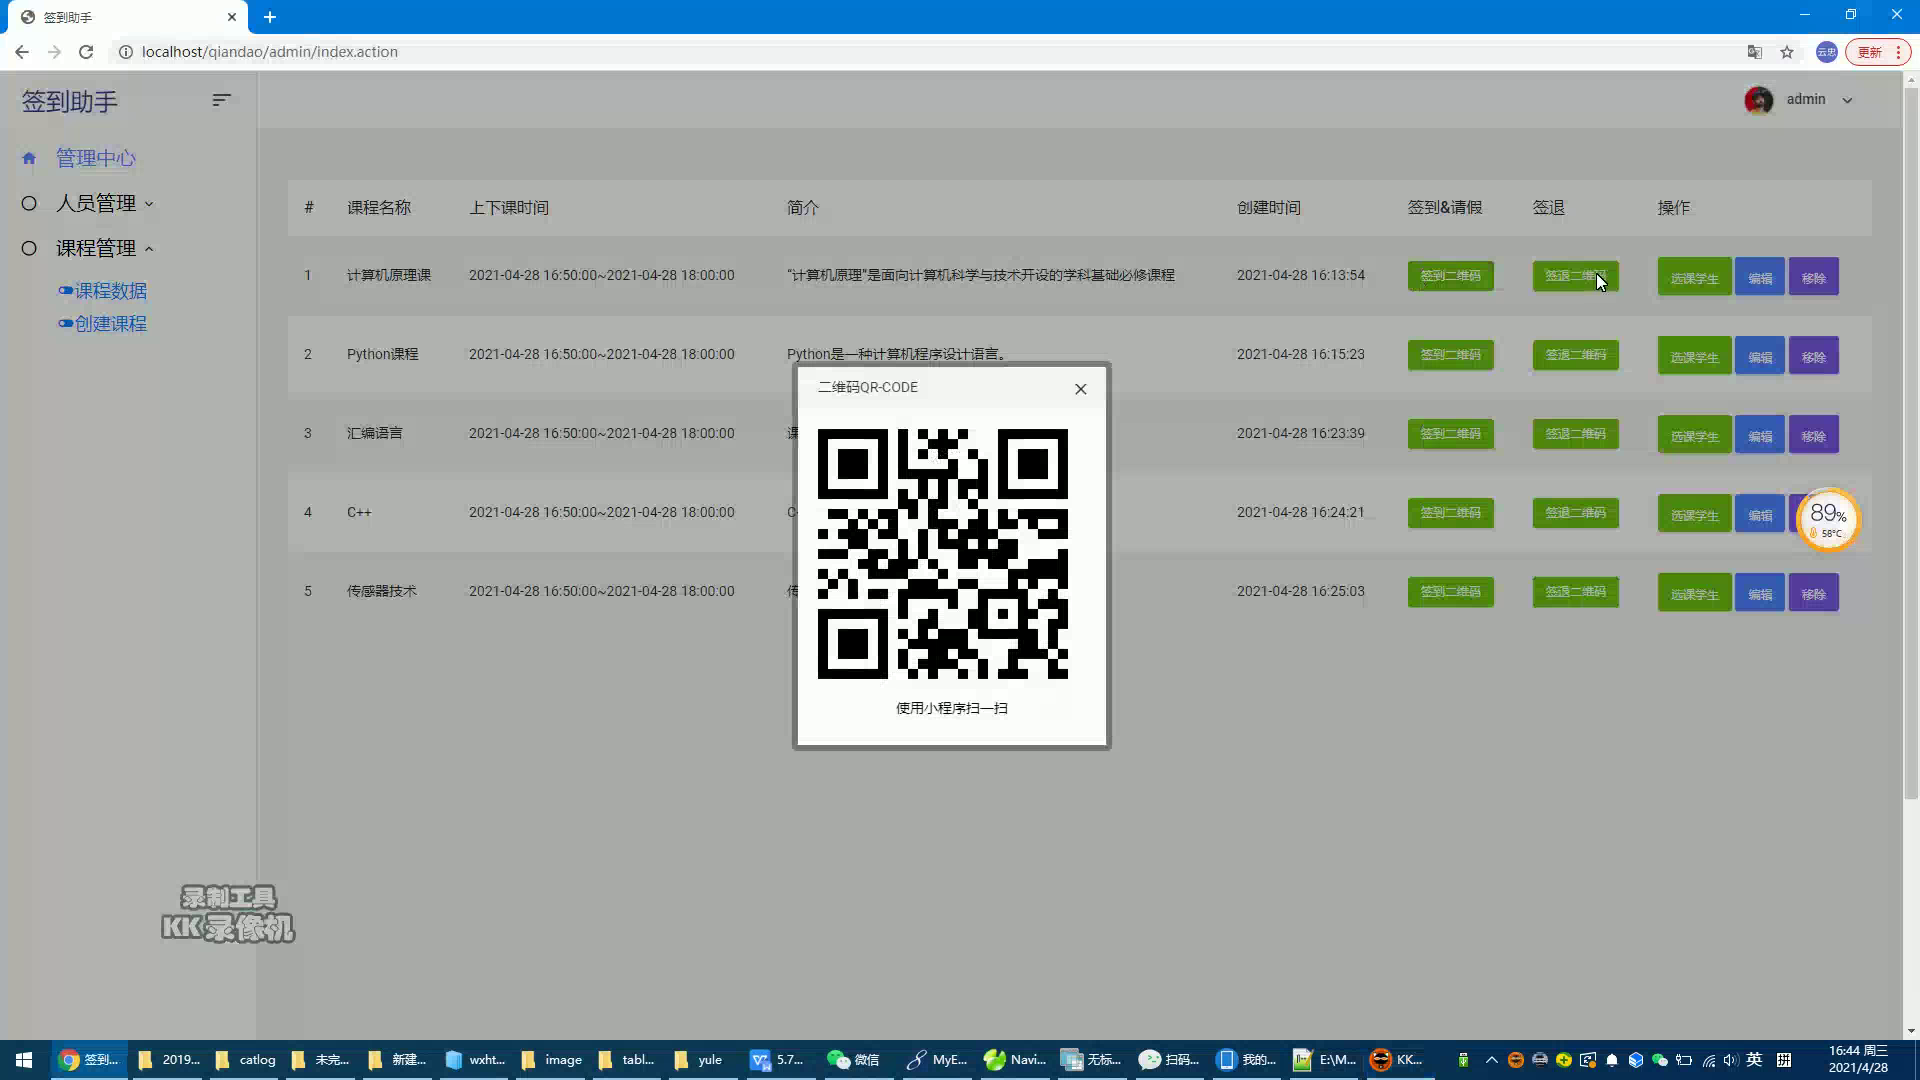 签到助手
localhost/qiandao/admin/index.action
云忠
更新
签到助手
admin
管理中心
人员管理
课程管理
课程数据
创建课程
# 课程名称 上下课时间 简介 创建时间 签到&请假 签退 操作
1 计算机原理课 2021-04-28 16:50:00~2021-04-28 18:00:00 “计算机原理”是面向计算机科学与技术开设的学科基础必修课程 2021-04-28 16:13:54 签到二维码 签退二维码 选课学生 编辑 移除
2 Python课程 2021-04-28 16:50:00~2021-04-28 18:00:00 Python是一种计算机程序设计语言。 2021-04-28 16:15:23 签到二维码 签退二维码 选课学生 编辑 移除
3 汇编语言 2021-04-28 16:50:00~2021-04-28 18:00:00 课 2021-04-28 16:23:39 签到二维码 签退二维码 选课学生 编辑 移除
4 C++ 2021-04-28 16:50:00~2021-04-28 18:00:00 C 2021-04-28 16:24:21 签到二维码 签退二维码 选课学生 编辑
5 传感器技术 2021-04-28 16:50:00~2021-04-28 18:00:00 传 2021-04-28 16:25:03 签到二维码 签退二维码 选课学生 编辑 移除
二维码QR-CODE
使用小程序扫一扫
89%
58°C
录制工具
KK 录像机
签到... 2019... catlog 未完... 新建... wxht... image tabl... yule 5.7... 微信 MyE... Navi... 无标... 扫码... 我的... E:\M... KK... 英
16:44 周三
2021/4/28